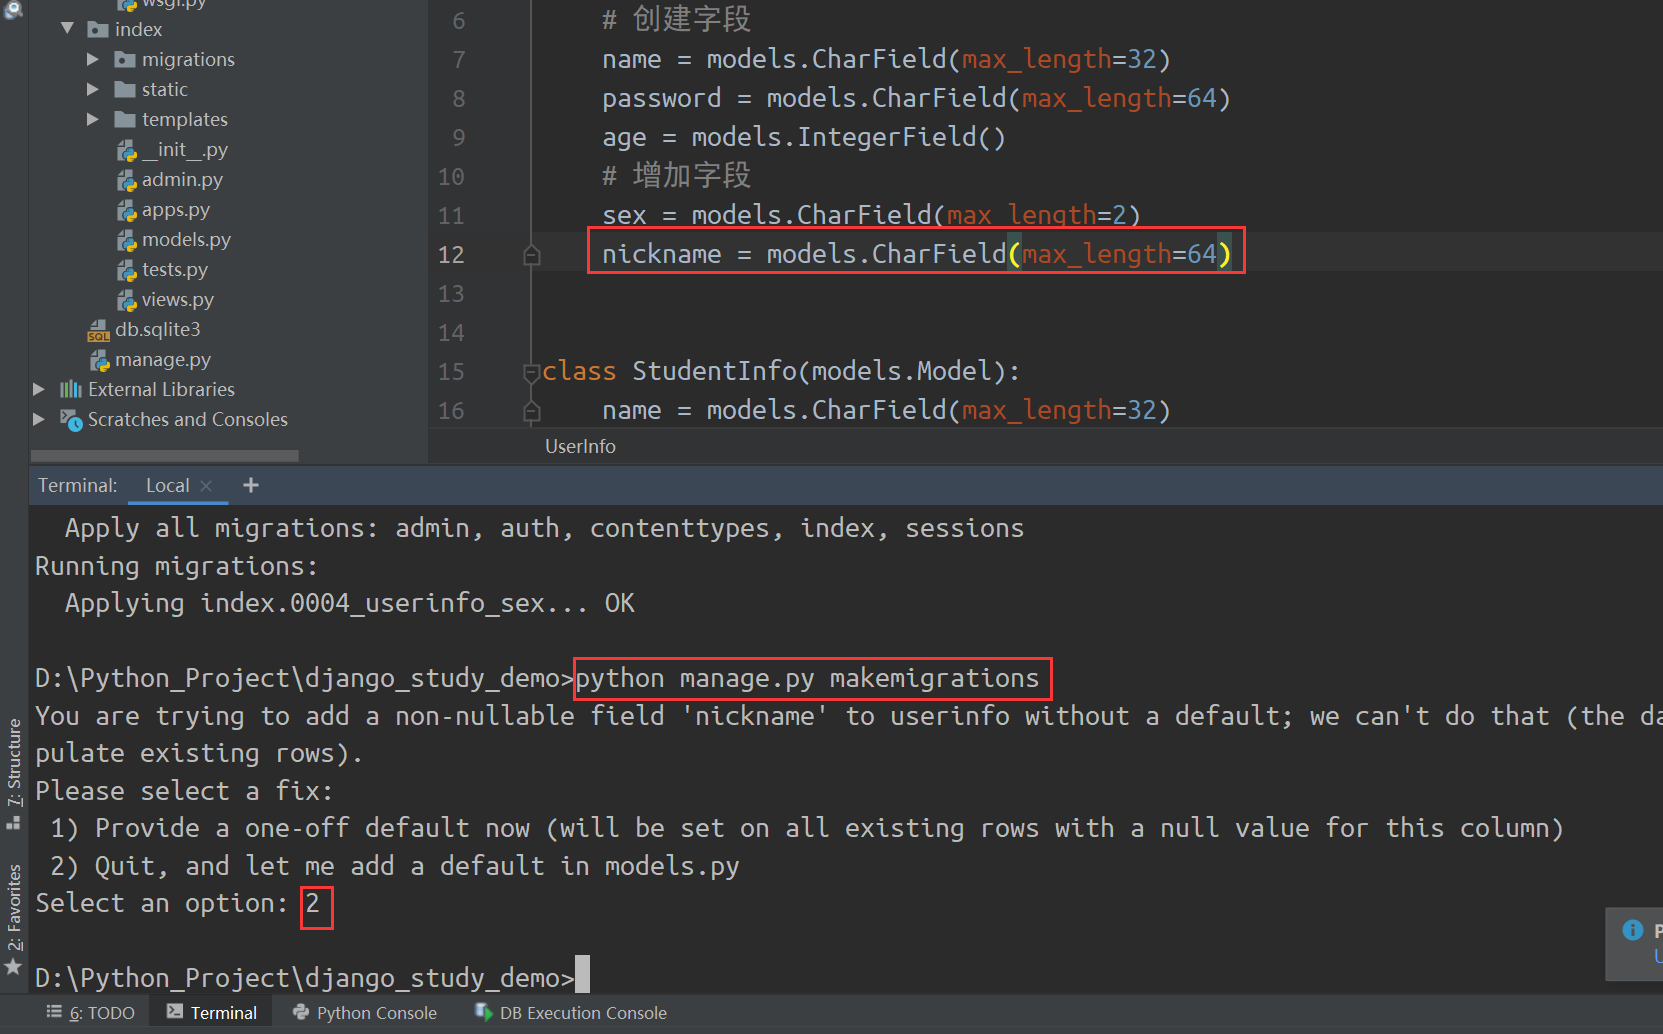 wsgi.py
index
migrations
static
templates
__init__.py
admin.py
apps.py
models.py
tests.py
views.py
db.sqlite3
manage.py
External Libraries
Scratches and Consoles
6 # 创建字段
7 name = models.CharField(max_length=32)
8 password = models.CharField(max_length=64)
9 age = models.IntegerField()
10 # 增加字段
11 sex = models.CharField(max_length=2)
12 nickname = models.CharField(max_length=64)
13
14
15 class StudentInfo(models.Model):
16 name = models.CharField(max_length=32)
UserInfo
Terminal: Local × +
Apply all migrations: admin, auth, contenttypes, index, sessions
Running migrations:
Applying index.0004_userinfo_sex... OK
D:\Python_Project\django_study_demo>python manage.py makemigrations
You are trying to add a non-nullable field 'nickname' to userinfo without a default; we can't do that (the da
pulate existing rows).
Please select a fix:
1) Provide a one-off default now (will be set on all existing rows with a null value for this column)
2) Quit, and let me add a default in models.py
Select an option: 2
D:\Python_Project\django_study_demo>
7: Structure
2: Favorites
6: TODO Terminal Python Console DB Execution Console
SQL